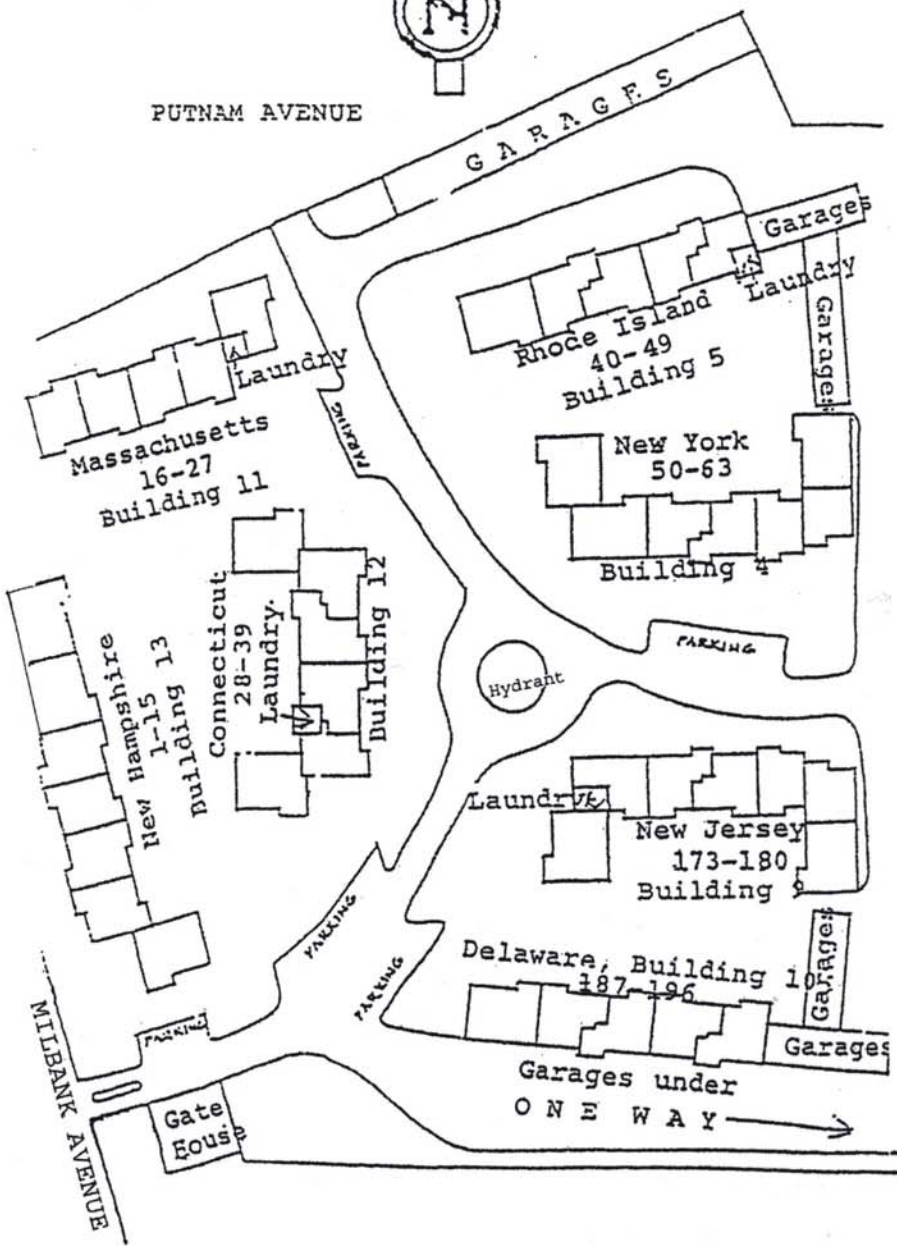 N
PUTNAM AVENUE
GARAGES
Garages
Laundry
Garages
Rhode Island
40-49
Building 5
Laundry
Massachusetts
16-27
Building 11
PARKING
New York
50-63
Building 4
Connecticut
28-39
Laundry.
Building 12
New Hampshire
1-15
Building 13
PARKING
Hydrant
Laundry
New Jersey
173-180
Building 9
PARKING
PARKING
Delaware, Building 10
187-196
Garages
Garages
PARKING
Garages under
ONE WAY
Gate
House
MILBANK AVENUE